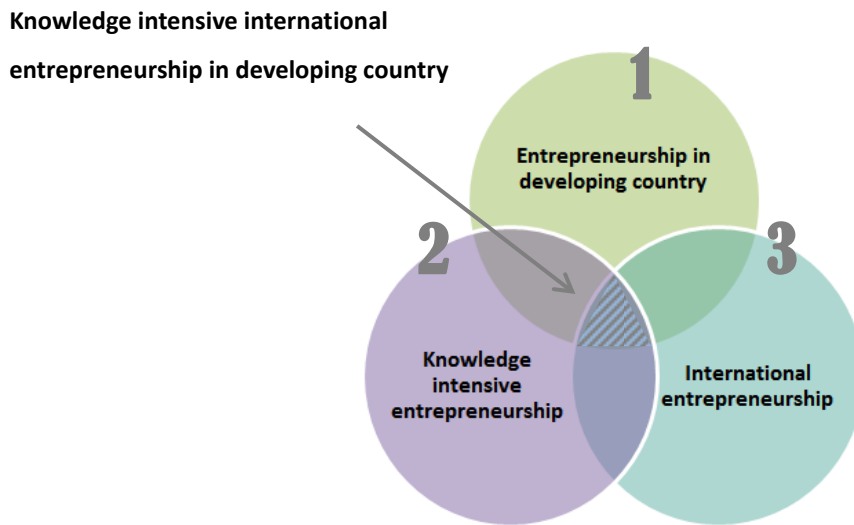 Knowledge intensive international
entrepreneurship in developing country
1
Entrepreneurship in
developing country
2
3
Knowledge
intensive
entrepreneurship
International
entrepreneurship